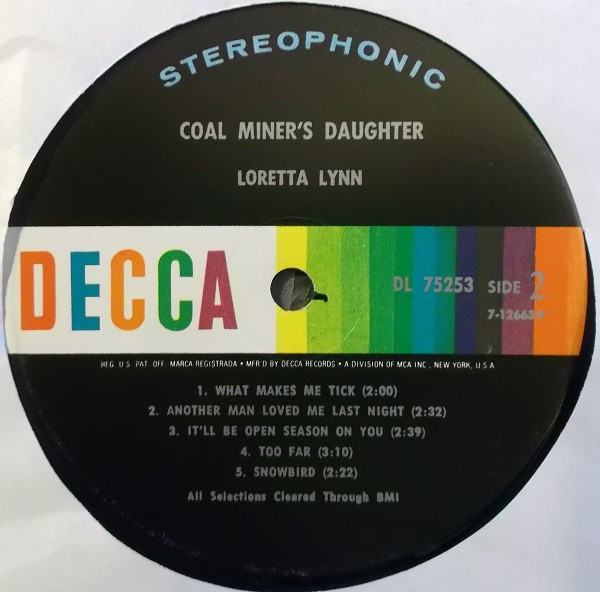 STEREOPHONIC
COAL MINER'S DAUGHTER
LORETTA LYNN
DECCA
DL 75253 SIDE 2
REG. U.S. PAT. OFF. MARCA REGISTRADA • MFR'D BY DECCA RECORDS • A DIVISION OF MCA INC., NEW YORK, U.S.A.
1. WHAT MAKES ME TICK (2:00)
2. ANOTHER MAN LOVED ME LAST NIGHT (2:32)
3. IT'LL BE OPEN SEASON ON YOU (2:39)
4. TOO FAR (3:10)
5. SNOWBIRD (2:22)
All Selections Cleared Through BMI